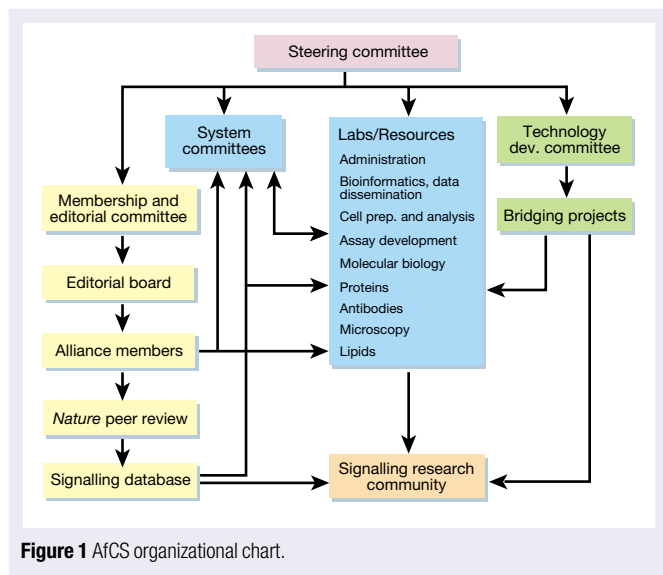 Steering committee
System
committees
Labs/Resources
Administration
Bioinformatics, data
dissemination
Cell prep. and analysis
Assay development
Molecular biology
Proteins
Antibodies
Microscopy
Lipids
Technology
dev. committee
Bridging projects
Membership and
editorial committee
Editorial board
Alliance members
Nature peer review
Signalling database
Signalling research
community
Figure 1 AfCS organizational chart.